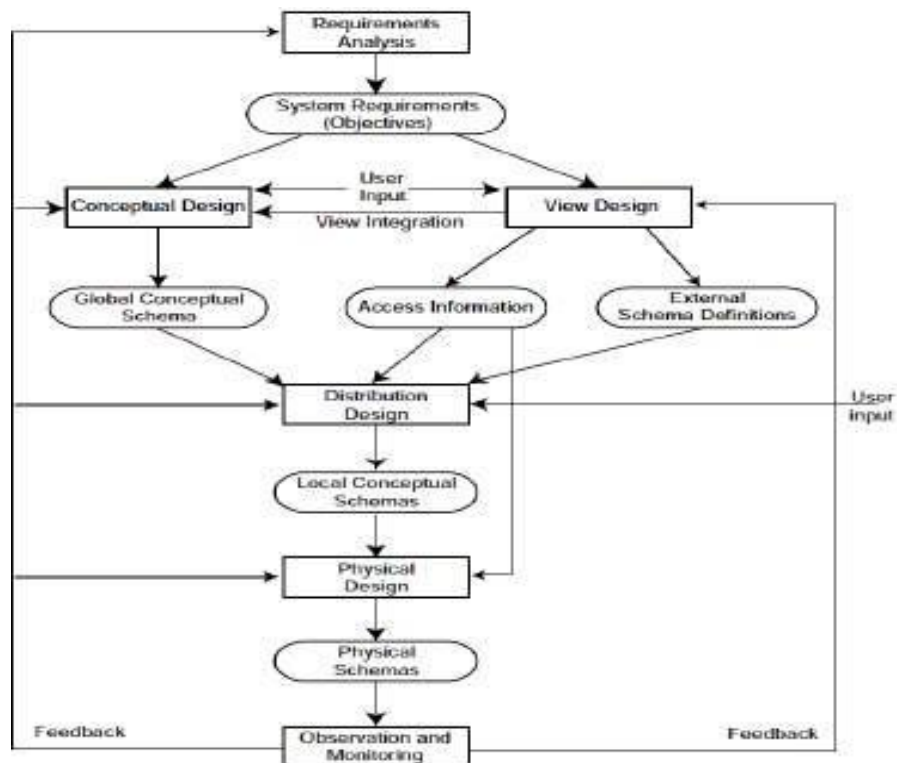 Requirements
Analysis
System Requirements
(Objectives)
User
Input
Conceptual Design
View Integration
View Design
Global Conceptual
Schema
Access Information
External
Schema Definitions
Distribution
Design
User
input
Local Conceptual
Schemas
Physical
Design
Physical
Schemas
Feedback
Observation and
Monitoring
Feedback